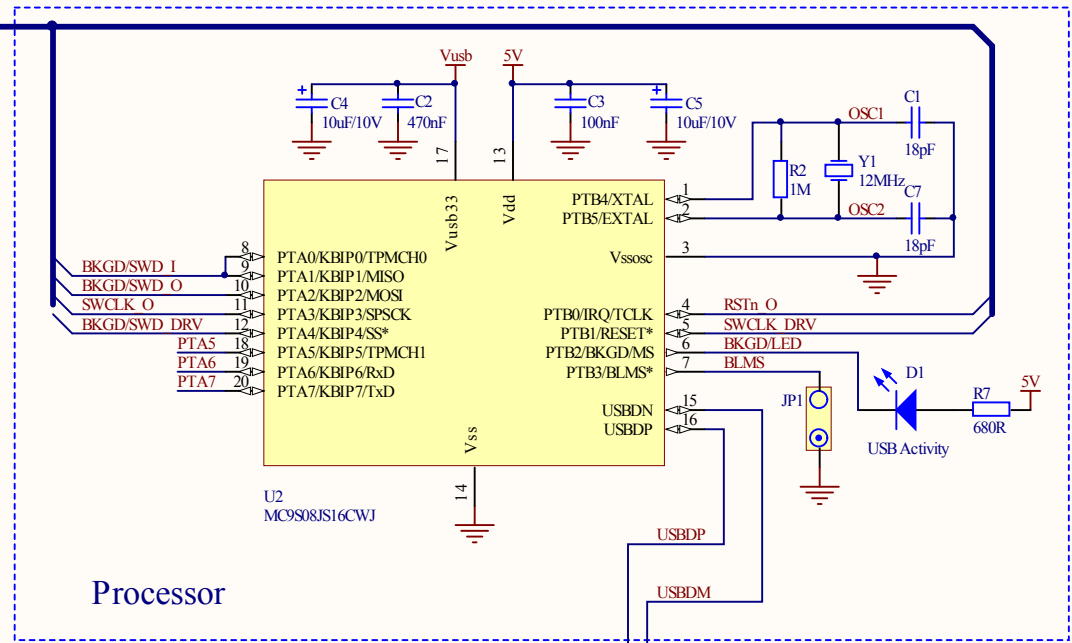 Vusb
5V
C4
10uF/10V
C2
470nF
C3
100nF
C5
10uF/10V
OSC1
C1
18pF
R2
1M
Y1
12MHz
OSC2
C7
18pF
17
13
Vusb33
Vdd
PTB4/XTAL
1
PTB5/EXTAL
2
Vssosc
3
BKGD/SWD_I
8
PTA0/KBIP0/TPMCH0
9
PTA1/KBIP1/MISO
BKGD/SWD_O
10
PTA2/KBIP2/MOSI
SWCLK_O
11
PTA3/KBIP3/SPSCK
BKGD/SWD_DRV
12
PTA4/KBIP4/SS*
PTA5
18
PTA5/KBIP5/TPMCH1
PTA6
19
PTA6/KBIP6/RxD
PTA7
20
PTA7/KBIP7/TxD
PTB0/IRQ/TCLK
4
RSTn_O
PTB1/RESET*
5
SWCLK_DRV
PTB2/BKGD/MS
6
BKGD/LED
PTB3/BLMS*
7
BLMS
USBDN
15
USBDP
16
JP1
D1
USB Activity
R7
680R
5V
Vss
14
U2
MC9S08JS16CWJ
USBDP
USBDM
Processor